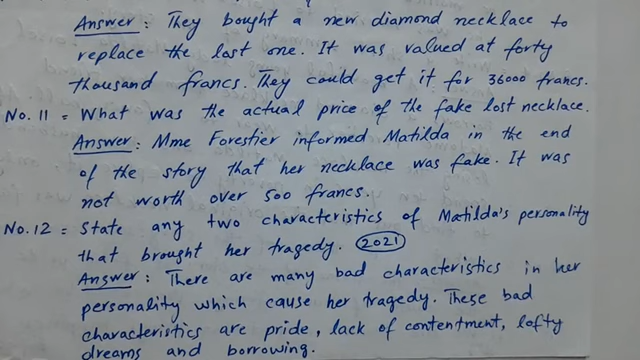 Answer: They bought a new diamond necklace to
replace the last one. It was valued at forty
thousand francs. They could get it for 36000 francs.
No. 11 = What was the actual price of the fake lost necklace.
Answer: Mme Forestier informed Matilda in the end
of the story that her necklace was fake. It was
not worth over 500 francs.
No. 12 = State any two characteristics of Matilda's personality
that brought her tragedy. 2021
Answer: There are many bad characteristics in her
personality which cause her tragedy. These bad
characteristics are pride, lack of contentment, lofty
dreams and borrowing.